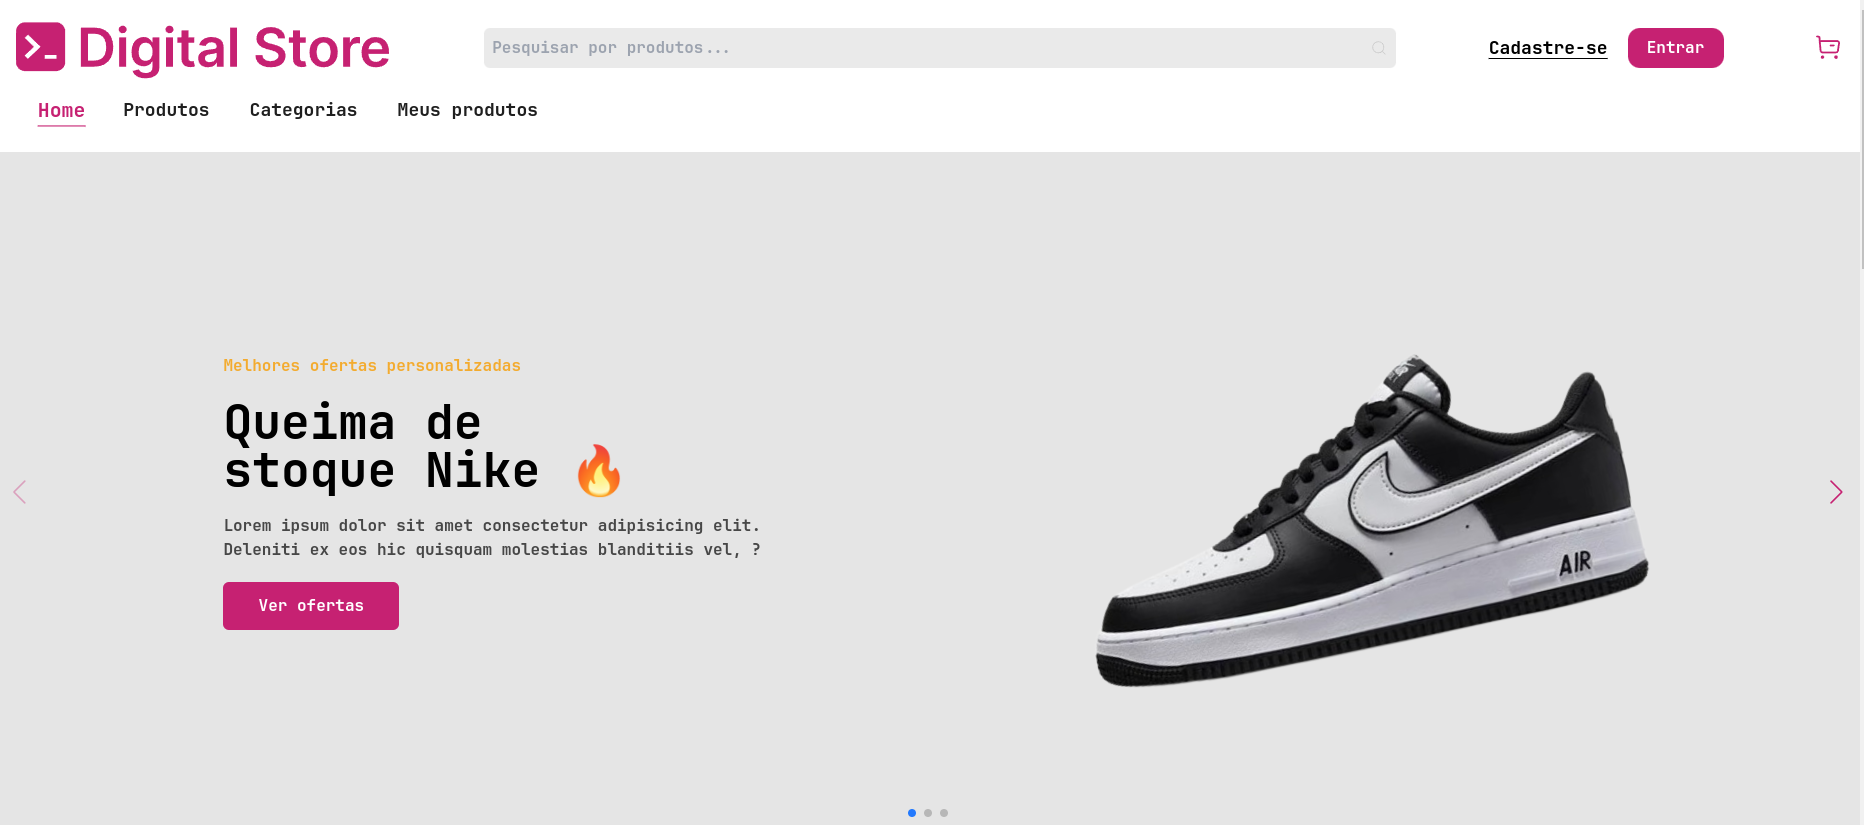 Digital Store
Pesquisar por produtos...
Cadastre-se
Entrar
Home
Produtos
Categorias
Meus produtos
Melhores ofertas personalizadas
Queima de
stoque Nike 🔥
Lorem ipsum dolor sit amet consectetur adipisicing elit.
Deleniti ex eos hic quisquam molestias blanditiis vel, ?
Ver ofertas
AIR